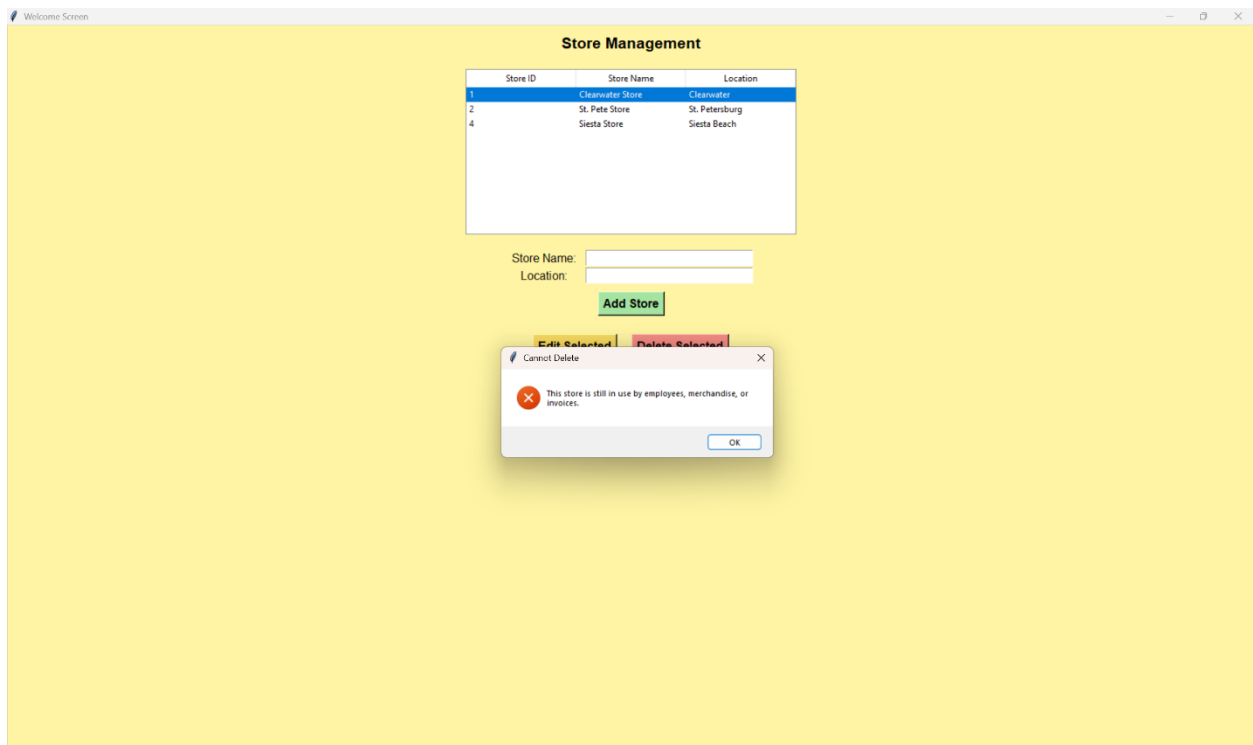 Welcome Screen
Store Management
Store ID Store Name Location
1 Clearwater Store Clearwater
2 St. Pete Store St. Petersburg
4 Siesta Store Siesta Beach
Store Name:
Location:
Add Store
Edit Selected Delete Selected
Cannot Delete
This store is still in use by employees, merchandise, or
invoices.
OK